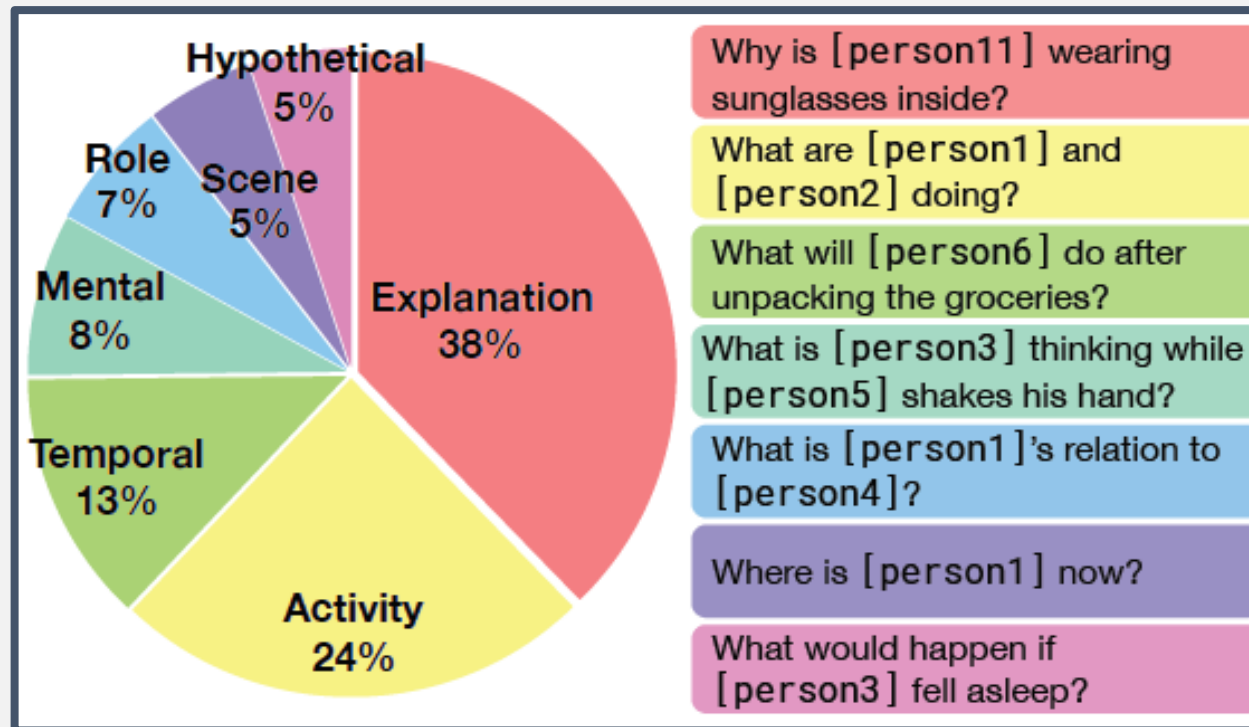 Hypothetical
5%
Role
7%
Scene
5%
Mental
8%
Explanation
38%
Temporal
13%
Activity
24%
Why is [person11] wearing
sunglasses inside?
What are [person1] and
[person2] doing?
What will [person6] do after
unpacking the groceries?
What is [person3] thinking while
[person5] shakes his hand?
What is [person1]'s relation to
[person4]?
Where is [person1] now?
What would happen if
[person3] fell asleep?